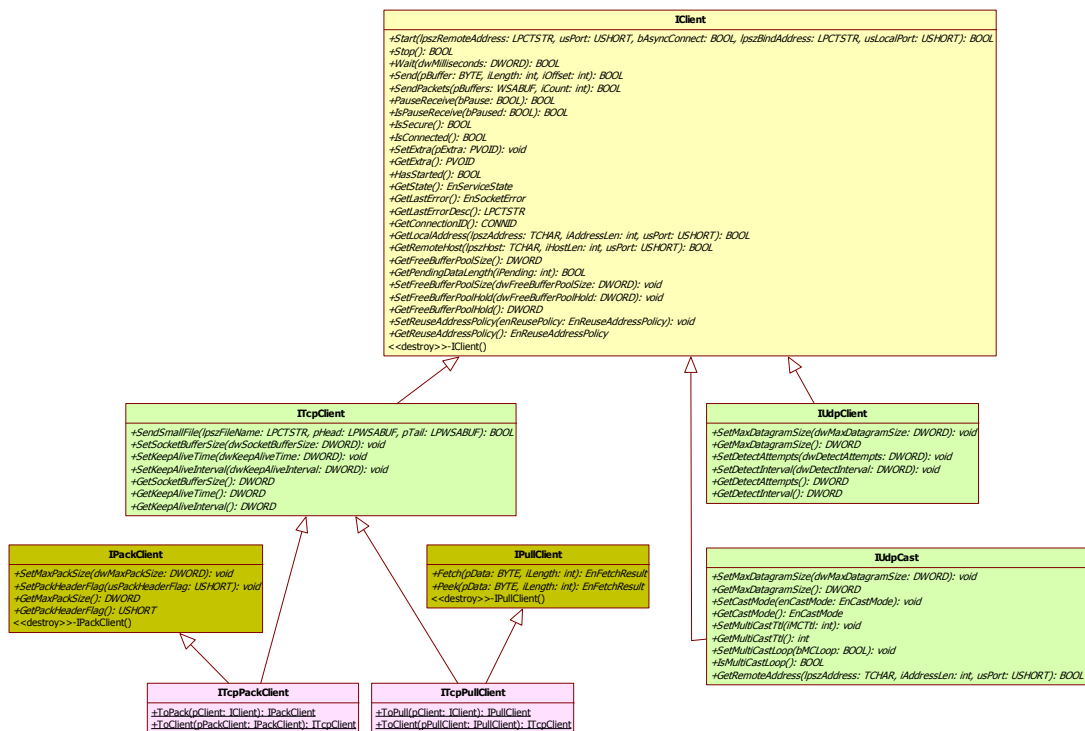 IClient
+Start(lpszRemoteAddress: LPCTSTR, usPort: USHORT, bAsyncConnect: BOOL, lpszBindAddress: LPCTSTR, usLocalPort: USHORT): BOOL
+Stop(): BOOL
+Wait(dwMilliseconds: DWORD): BOOL
+Send(pBuffer: BYTE, iLength: int, iOffset: int): BOOL
+SendPackets(pBuffers: WSABUF, iCount: int): BOOL
+PauseReceive(bPause: BOOL): BOOL
+IsPauseReceive(bPaused: BOOL): BOOL
+IsSecure(): BOOL
+IsConnected(): BOOL
+SetExtra(pExtra: PVOID): void
+GetExtra(): PVOID
+HasStarted(): BOOL
+GetState(): EnServiceState
+GetLastError(): EnSocketError
+GetLastErrorDesc(): LPCTSTR
+GetConnectionID(): CONNID
+GetLocalAddress(lpszAddress: TCHAR, iAddressLen: int, usPort: USHORT): BOOL
+GetRemoteHost(lpszHost: TCHAR, iHostLen: int, usPort: USHORT): BOOL
+GetFreeBufferPoolSize(): DWORD
+GetPendingDataLength(iPending: int): BOOL
+SetFreeBufferPoolSize(dwFreeBufferPoolSize: DWORD): void
+SetFreeBufferPoolHold(dwFreeBufferPoolHold: DWORD): void
+GetFreeBufferPoolHold(): DWORD
+SetReuseAddressPolicy(enReusePolicy: EnReuseAddressPolicy): void
+GetReuseAddressPolicy(): EnReuseAddressPolicy
<<destroy>>-IClient()
ITcpClient
+SendSmallFile(lpszFileName: LPCTSTR, pHead: LPWSABUF, pTail: LPWSABUF): BOOL
+SetSocketBufferSize(dwSocketBufferSize: DWORD): void
+SetKeepAliveTime(dwKeepAliveTime: DWORD): void
+SetKeepAliveInterval(dwKeepAliveInterval: DWORD): void
+GetSocketBufferSize(): DWORD
+GetKeepAliveTime(): DWORD
+GetKeepAliveInterval(): DWORD
IUdpClient
+SetMaxDatagramSize(dwMaxDatagramSize: DWORD): void
+GetMaxDatagramSize(): DWORD
+SetDetectAttempts(dwDetectAttempts: DWORD): void
+SetDetectInterval(dwDetectInterval: DWORD): void
+GetDetectAttempts(): DWORD
+GetDetectInterval(): DWORD
IPackClient
+SetMaxPackSize(dwMaxPackSize: DWORD): void
+SetPackHeaderFlag(usPackHeaderFlag: USHORT): void
+GetMaxPackSize(): DWORD
+GetPackHeaderFlag(): USHORT
<<destroy>>-IPackClient()
IPullClient
+Fetch(pData: BYTE, iLength: int): EnFetchResult
+Peek(pData: BYTE, iLength: int): EnFetchResult
<<destroy>>-IPullClient()
IUdpCast
+SetMaxDatagramSize(dwMaxDatagramSize: DWORD): void
+GetMaxDatagramSize(): DWORD
+SetCastMode(enCastMode: EnCastMode): void
+GetCastMode(): EnCastMode
+SetMultiCastTtl(iMCTtl: int): void
+GetMultiCastTtl(): int
+SetMultiCastLoop(bMCLoop: BOOL): void
+IsMultiCastLoop(): BOOL
+GetRemoteAddress(lpszAddress: TCHAR, iAddressLen: int, usPort: USHORT): BOOL
ITcpPackClient
+ToPack(pClient: IClient): IPackClient
+ToClient(pPackClient: IPackClient): ITcpClient
ITcpPullClient
+ToPull(pClient: IClient): IPullClient
+ToClient(pPullClient: IPullClient): ITcpClient